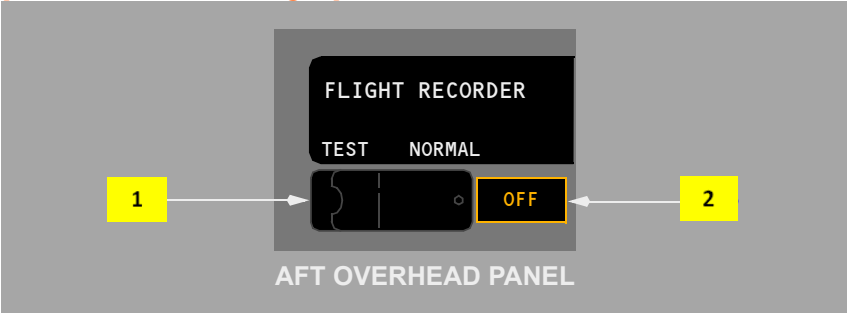 FLIGHT RECORDER
TEST NORMAL
1
OFF
2
AFT OVERHEAD PANEL